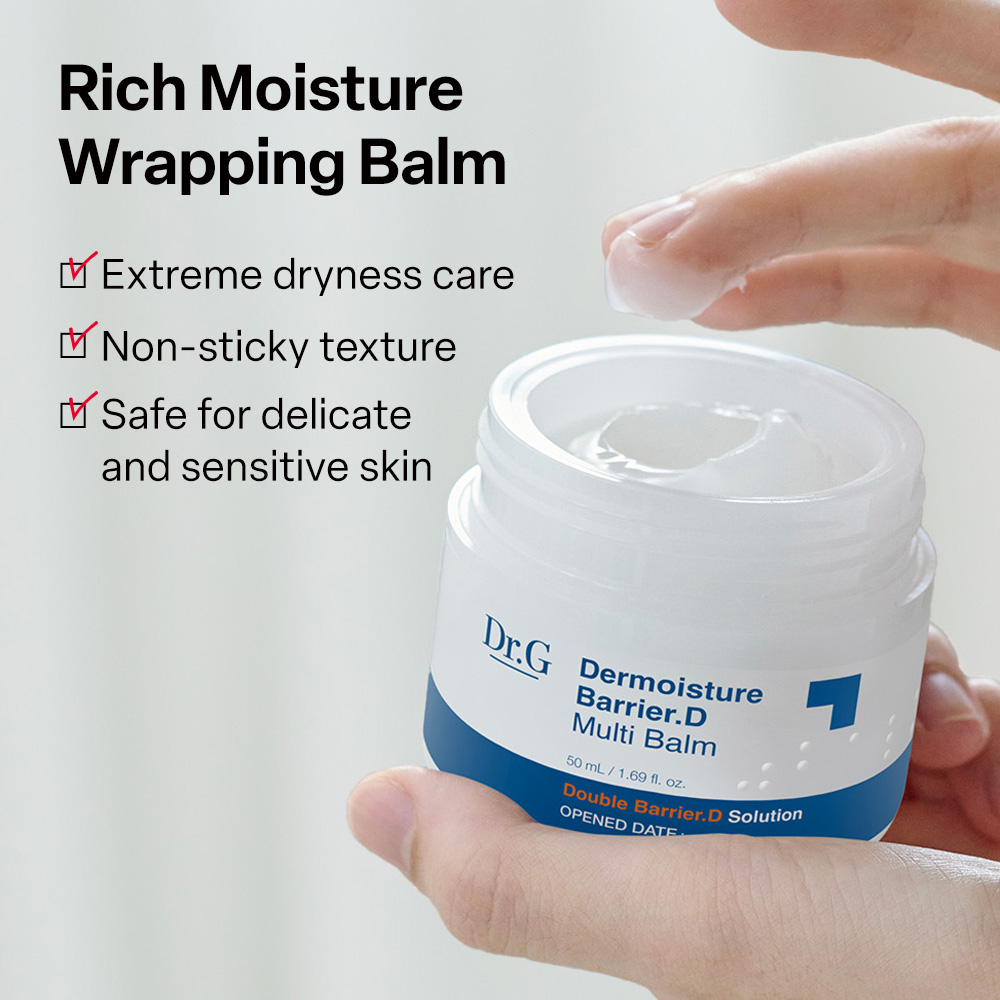 Rich Moisture
Wrapping Balm
Extreme dryness care
Non-sticky texture
Safe for delicate
and sensitive skin
Dr.G
Dermoisture
Barrier.D
Multi Balm
50 mL / 1.69 fl. oz.
Double Barrier.D Solution
OPENED DATE